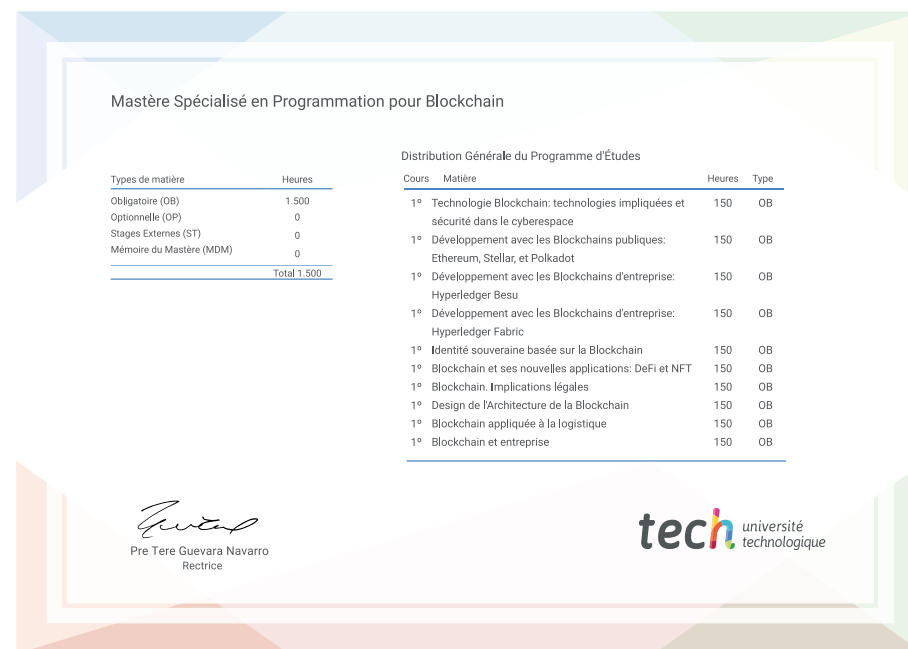 Mastère Spécialisé en Programmation pour Blockchain
Types de matière Heures
Obligatoire (OB) 1.500
Optionnelle (OP) 0
Stages Externes (ST) 0
Mémoire du Mastère (MDM) 0
Total 1.500
Distribution Générale du Programme d'Études
Cours Matière Heures Type
1º Technologie Blockchain: technologies impliquées et 150 OB
sécurité dans le cyberespace
1º Développement avec les Blockchains publiques: 150 OB
Ethereum, Stellar, et Polkadot
1º Développement avec les Blockchains d'entreprise: 150 OB
Hyperledger Besu
1º Développement avec les Blockchains d'entreprise: 150 OB
Hyperledger Fabric
1º Identité souveraine basée sur la Blockchain 150 OB
1º Blockchain et ses nouvelles applications: DeFi et NFT 150 OB
1º Blockchain. Implications légales 150 OB
1º Design de l'Architecture de la Blockchain 150 OB
1º Blockchain appliquée à la logistique 150 OB
1º Blockchain et entreprise 150 OB
Pre Tere Guevara Navarro
Rectrice
tech université
technologique